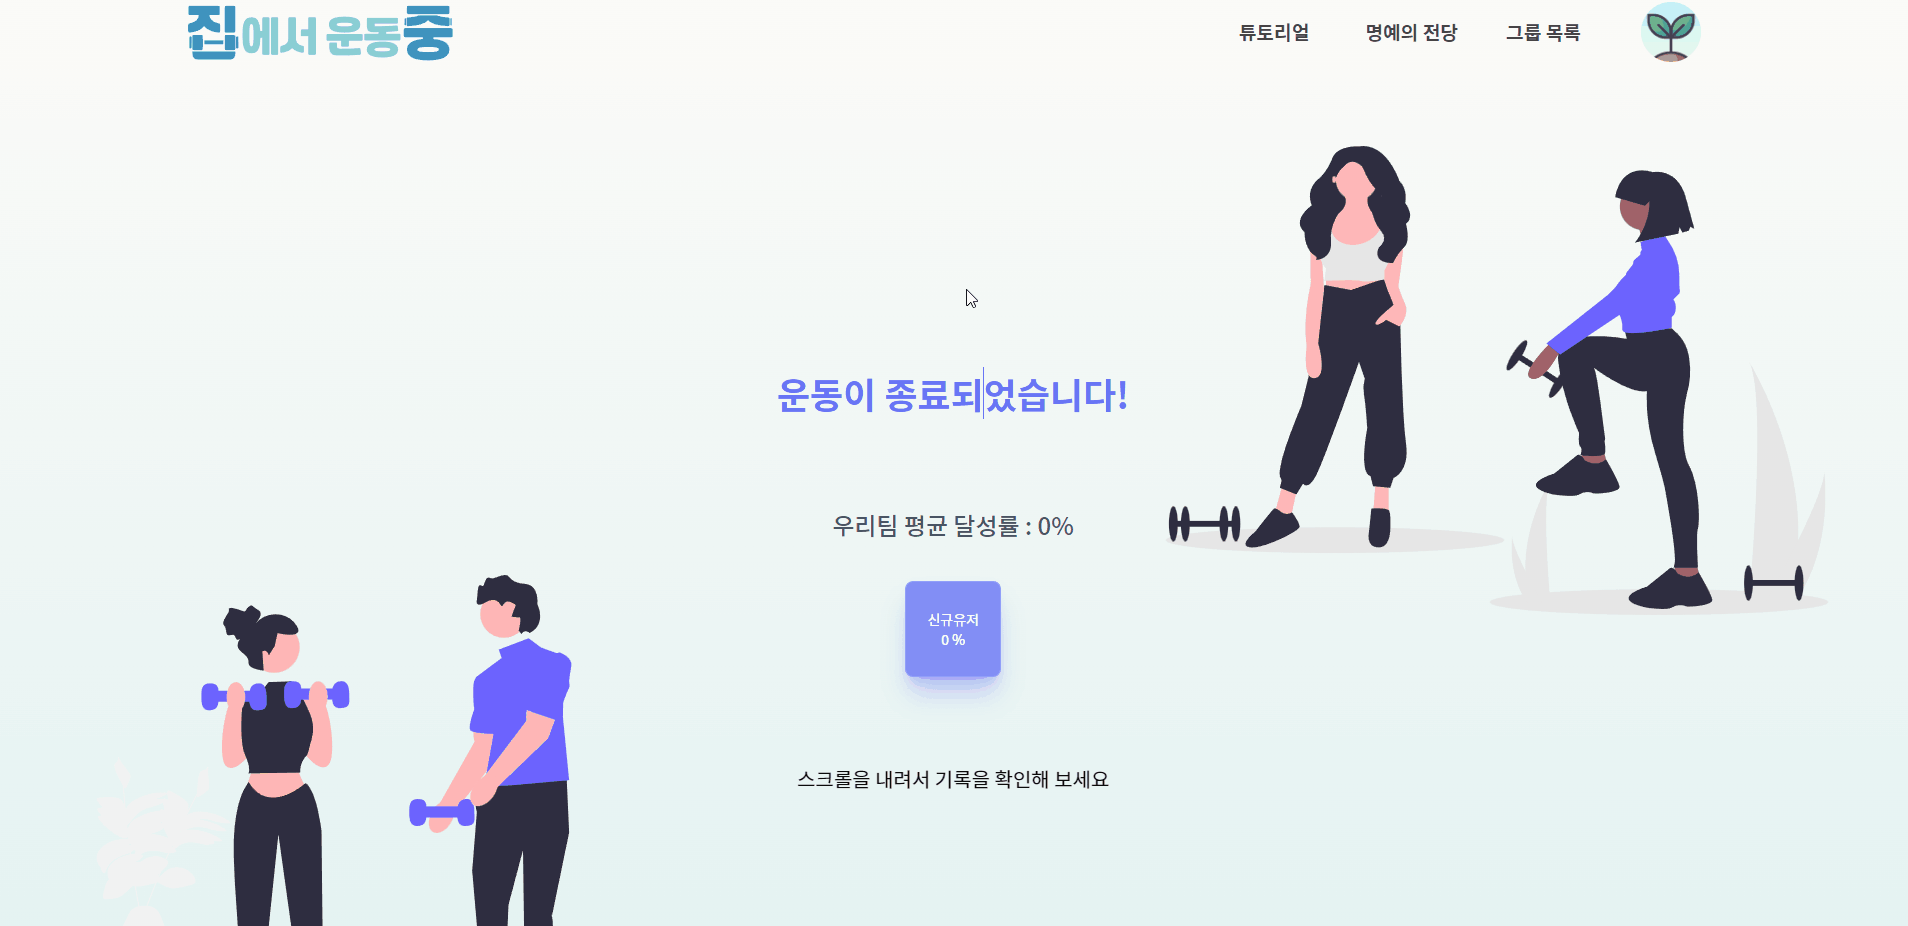 집에서 운동중
튜토리얼 명예의 전당 그룹 목록
운동이 종료되었습니다!
우리팀 평균 달성률 : 0%
신규유저
0 %
스크롤을 내려서 기록을 확인해 보세요